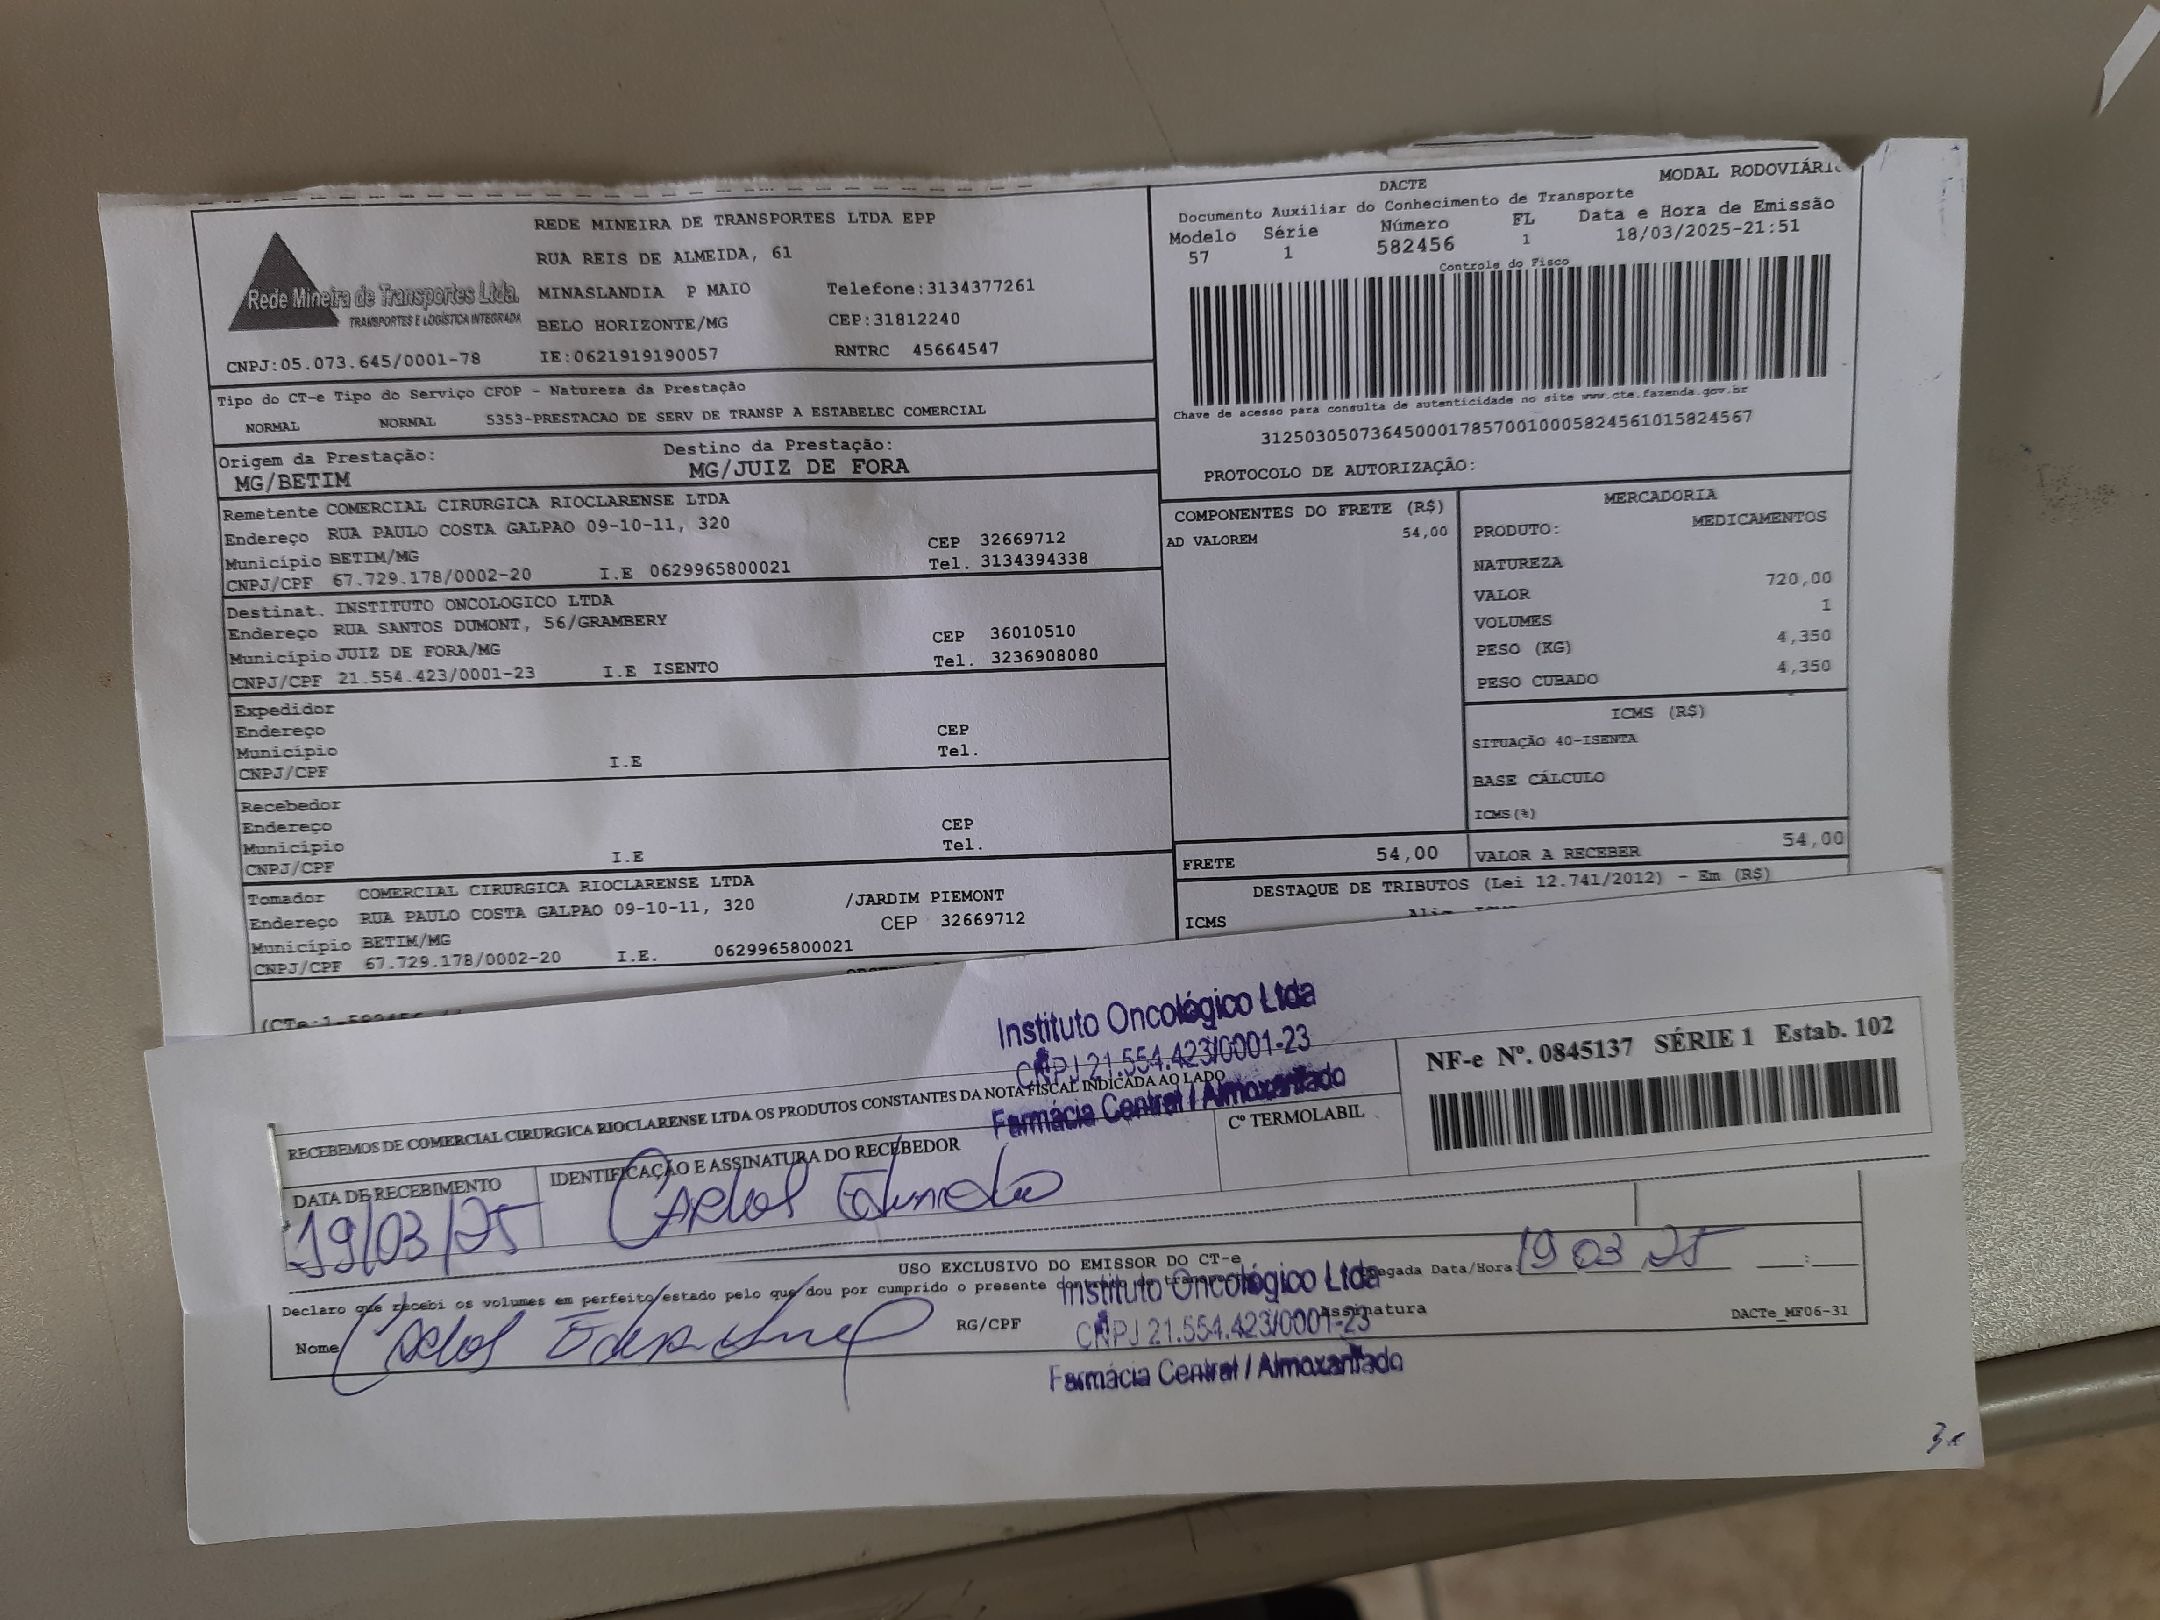 REDE MINEIRA DE TRANSPORTES LTDA EPP
RUA REIS DE ALMEIDA, 61
Rede Mineira de Transportes Ltda.
TRANSPORTES E LOGÍSTICA INTEGRADA
MINASLANDIA P MAIO Telefone:3134377261
BELO HORIZONTE/MG CEP:31812240
CNPJ:05.073.645/0001-78 IE:0621919190057 RNTRC 45664547
Tipo do CT-e Tipo do Serviço CFOP - Natureza da Prestação
NORMAL NORMAL 5353-PRESTACAO DE SERV DE TRANSP A ESTABELEC COMERCIAL
Origem da Prestação: Destino da Prestação:
MG/BETIM MG/JUIZ DE FORA
Remetente COMERCIAL CIRURGICA RIOCLARENSE LTDA
Endereço RUA PAULO COSTA GALPAO 09-10-11, 320 CEP 32669712
Município BETIM/MG Tel. 3134394338
CNPJ/CPF 67.729.178/0002-20 I.E 0629965800021
Destinat. INSTITUTO ONCOLOGICO LTDA
Endereço RUA SANTOS DUMONT, 56/GRAMBERY CEP 36010510
Município JUIZ DE FORA/MG Tel. 3236908080
CNPJ/CPF 21.554.423/0001-23 I.E ISENTO
Expedidor
Endereço CEP
Município Tel.
CNPJ/CPF I.E
Recebedor
Endereço CEP
Município Tel.
CNPJ/CPF I.E
Tomador COMERCIAL CIRURGICA RIOCLARENSE LTDA
Endereço RUA PAULO COSTA GALPAO 09-10-11, 320 /JARDIM PIEMONT
Município BETIM/MG CEP 32669712
CNPJ/CPF 67.729.178/0002-20 I.E. 0629965800021
DACTE MODAL RODOVIÁRI
Documento Auxiliar do Conhecimento de Transporte
Modelo Série Número FL Data e Hora de Emissão
57 1 582456 1 18/03/2025-21:51
Controle do Fisco
Chave de acesso para consulta de autenticidade no site www.cte.fazenda.gov.br
31250305073645000178570010005824561015824567
PROTOCOLO DE AUTORIZAÇÃO:
COMPONENTES DO FRETE (R$)
AD VALOREM 54,00
MERCADORIA
PRODUTO: MEDICAMENTOS
NATUREZA
VALOR 720,00
VOLUMES 1
PESO (KG) 4,350
PESO CUBADO 4,350
ICMS (R$)
SITUAÇÃO 40-ISENTA
BASE CÁLCULO
ICMS(%)
FRETE 54,00 VALOR A RECEBER 54,00
DESTAQUE DE TRIBUTOS (Lei 12.741/2012) - Em (R$)
ICMS
Instituto Oncológico Ltda
CNPJ 21.554.423/0001-23
Farmácia Central / Almoxarifado
RECEBEMOS DE COMERCIAL CIRURGICA RIOCLARENSE LTDA OS PRODUTOS CONSTANTES DA NOTA FISCAL INDICADA AO LADO
NF-e Nº. 0845137 SÉRIE 1 Estab. 102
DATA DE RECEBIMENTO IDENTIFICAÇÃO E ASSINATURA DO RECEBEDOR Cº TERMOLABIL
19/03/25 Carlos
USO EXCLUSIVO DO EMISSOR DO CT-e
Declaro que recebi os volumes em perfeito estado pelo que dou por cumprido o presente contrato de transporte
Chegada Data/Hora: 19 03 25 __:__
Nome Carlos RG/CPF Assinatura
Instituto Oncológico Ltda
CNPJ 21.554.423/0001-23
Farmácia Central / Almoxarifado
DACTe_MF06-31